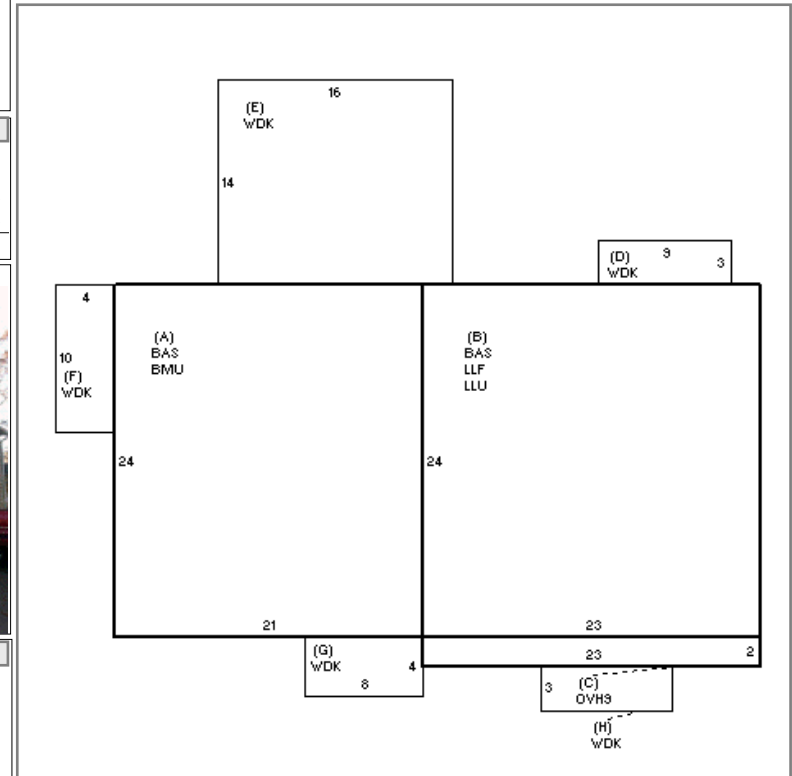 16
(E)
WDK
14
(D)
WDK
9
3
4
10
(F)
WDK
(A)
BAS
BMU
(B)
BAS
LLF
LLU
24
24
21
23
(G)
WDK
4
8
23
2
3
(C)
OVH9
(H)
WDK